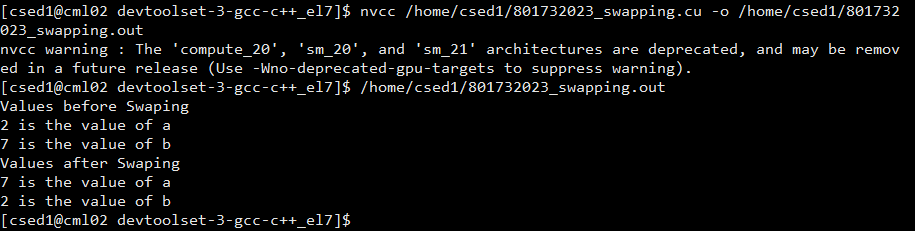 [csed1@cml02 devtoolset-3-gcc-c++_el7]$ nvcc /home/csed1/801732023_swapping.cu -o /home/csed1/801732
023_swapping.out
nvcc warning : The 'compute_20', 'sm_20', and 'sm_21' architectures are deprecated, and may be remov
ed in a future release (Use -Wno-deprecated-gpu-targets to suppress warning).
[csed1@cml02 devtoolset-3-gcc-c++_el7]$ /home/csed1/801732023_swapping.out
Values before Swaping
2 is the value of a
7 is the value of b
Values after Swaping
7 is the value of a
2 is the value of b
[csed1@cml02 devtoolset-3-gcc-c++_el7]$